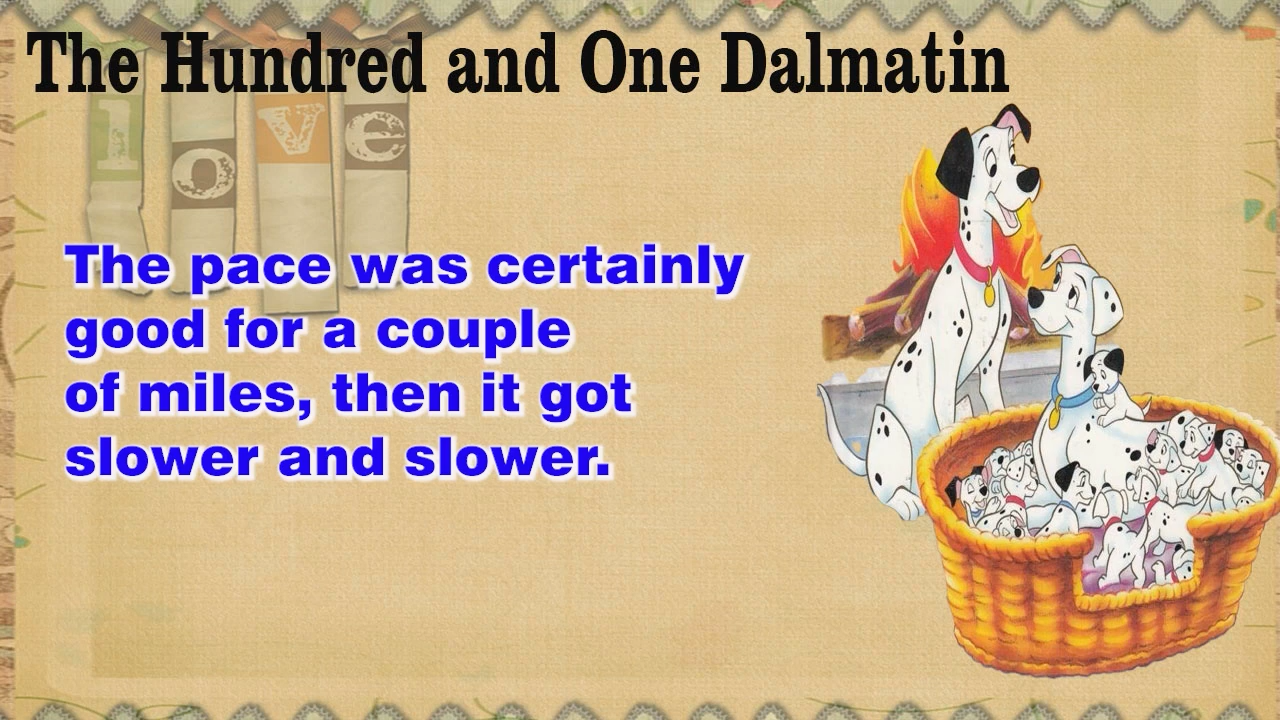 The Hundred and One Dalmatin
love
The pace was certainly
good for a couple
of miles, then it got
slower and slower.